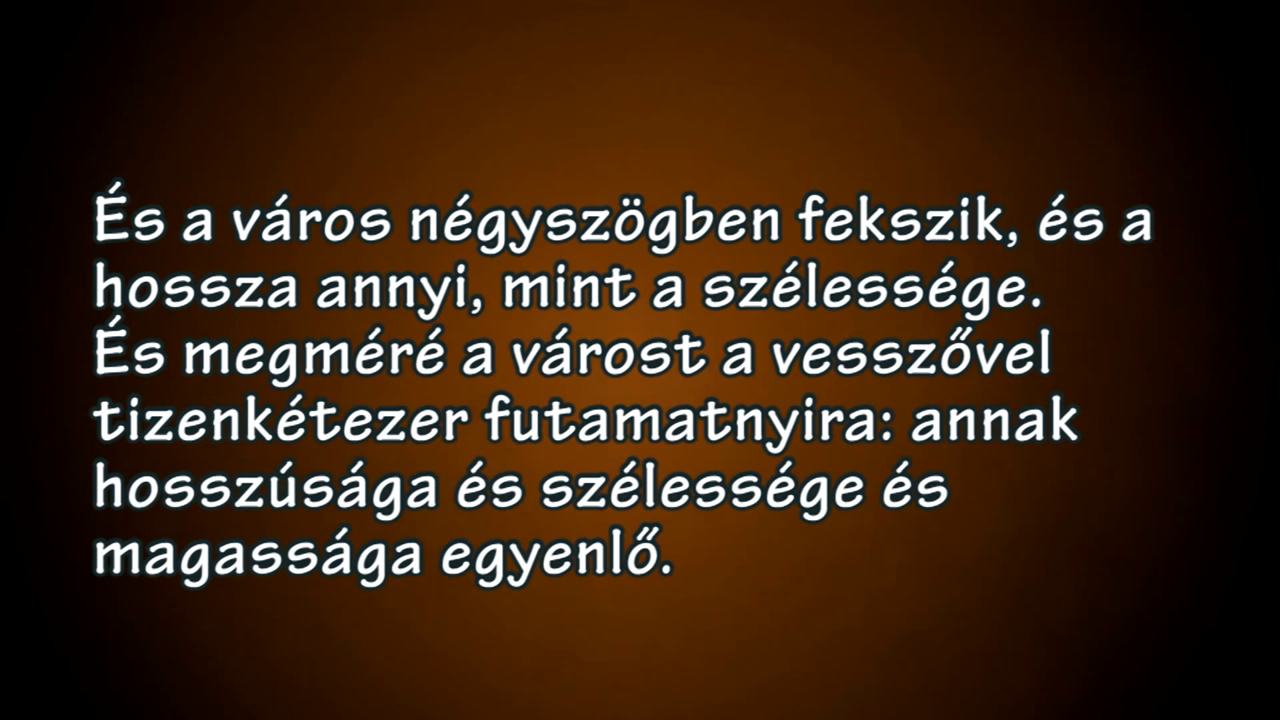 És a város négyszögben fekszik, és a
hossza annyi, mint a szélessége.
És megméré a várost a vesszővel
tizenkétezer futamatnyira: annak
hosszúsága és szélessége és
magassága egyenlő.